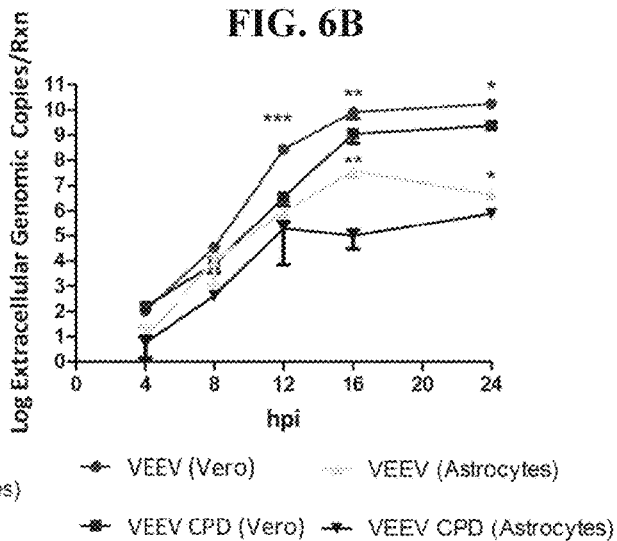 FIG. 6B
Log Extracellular Genomic Copies/Rxn
11
10
9
8
7
6
5
4
3
2
1
0
***
**
*
**
*
0 4 8 12 16 20 24
hpi
VEEV (Vero) VEEV (Astrocytes)
es)
VEEV CPD (Vero) VEEV CPD (Astrocytes)